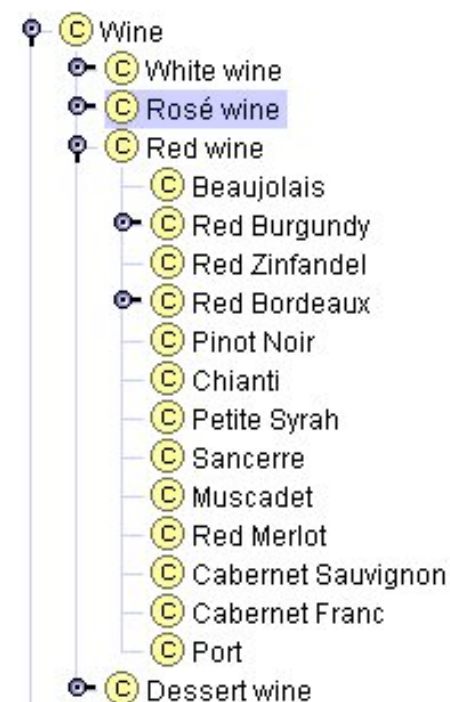 C Wine
C White wine
C Rosé wine
C Red wine
C Beaujolais
C Red Burgundy
C Red Zinfandel
C Red Bordeaux
C Pinot Noir
C Chianti
C Petite Syrah
C Sancerre
C Muscadet
C Red Merlot
C Cabernet Sauvignon
C Cabernet Franc
C Port
C Dessert wine